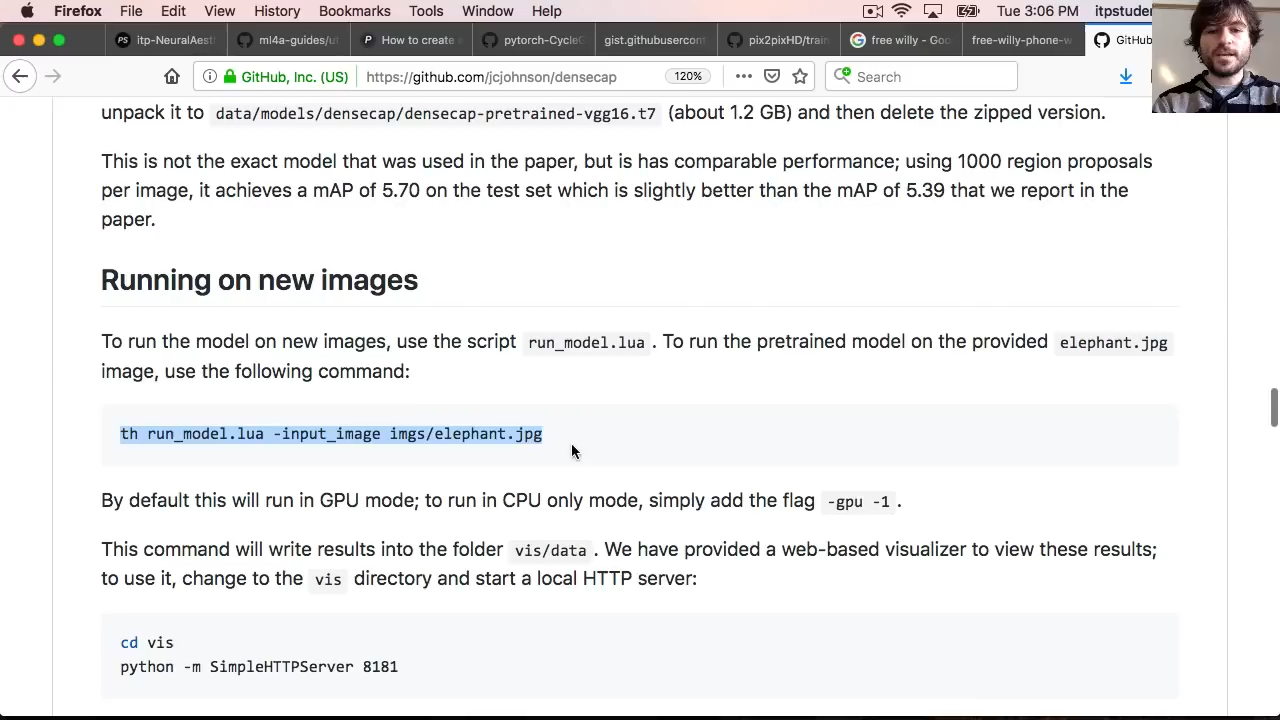 Firefox File Edit View History Bookmarks Tools Window Help Tue 3:06 PM itpstuder
itp-NeuralAest ml4a-guides/ut How to create a pytorch-CycleG gist.githubusercont pix2pixHD/train free willy - Goo free-willy-phone-w GitHub
GitHub, Inc. (US) https://github.com/jcjohnson/densecap 120% Search
unpack it to data/models/densecap/densecap-pretrained-vgg16.t7 (about 1.2 GB) and then delete the zipped version.
This is not the exact model that was used in the paper, but is has comparable performance; using 1000 region proposals
per image, it achieves a mAP of 5.70 on the test set which is slightly better than the mAP of 5.39 that we report in the
paper.
Running on new images
To run the model on new images, use the script run_model.lua . To run the pretrained model on the provided elephant.jpg
image, use the following command:
th run_model.lua -input_image imgs/elephant.jpg
By default this will run in GPU mode; to run in CPU only mode, simply add the flag -gpu -1 .
This command will write results into the folder vis/data . We have provided a web-based visualizer to view these results;
to use it, change to the vis directory and start a local HTTP server:
cd vis
python -m SimpleHTTPServer 8181